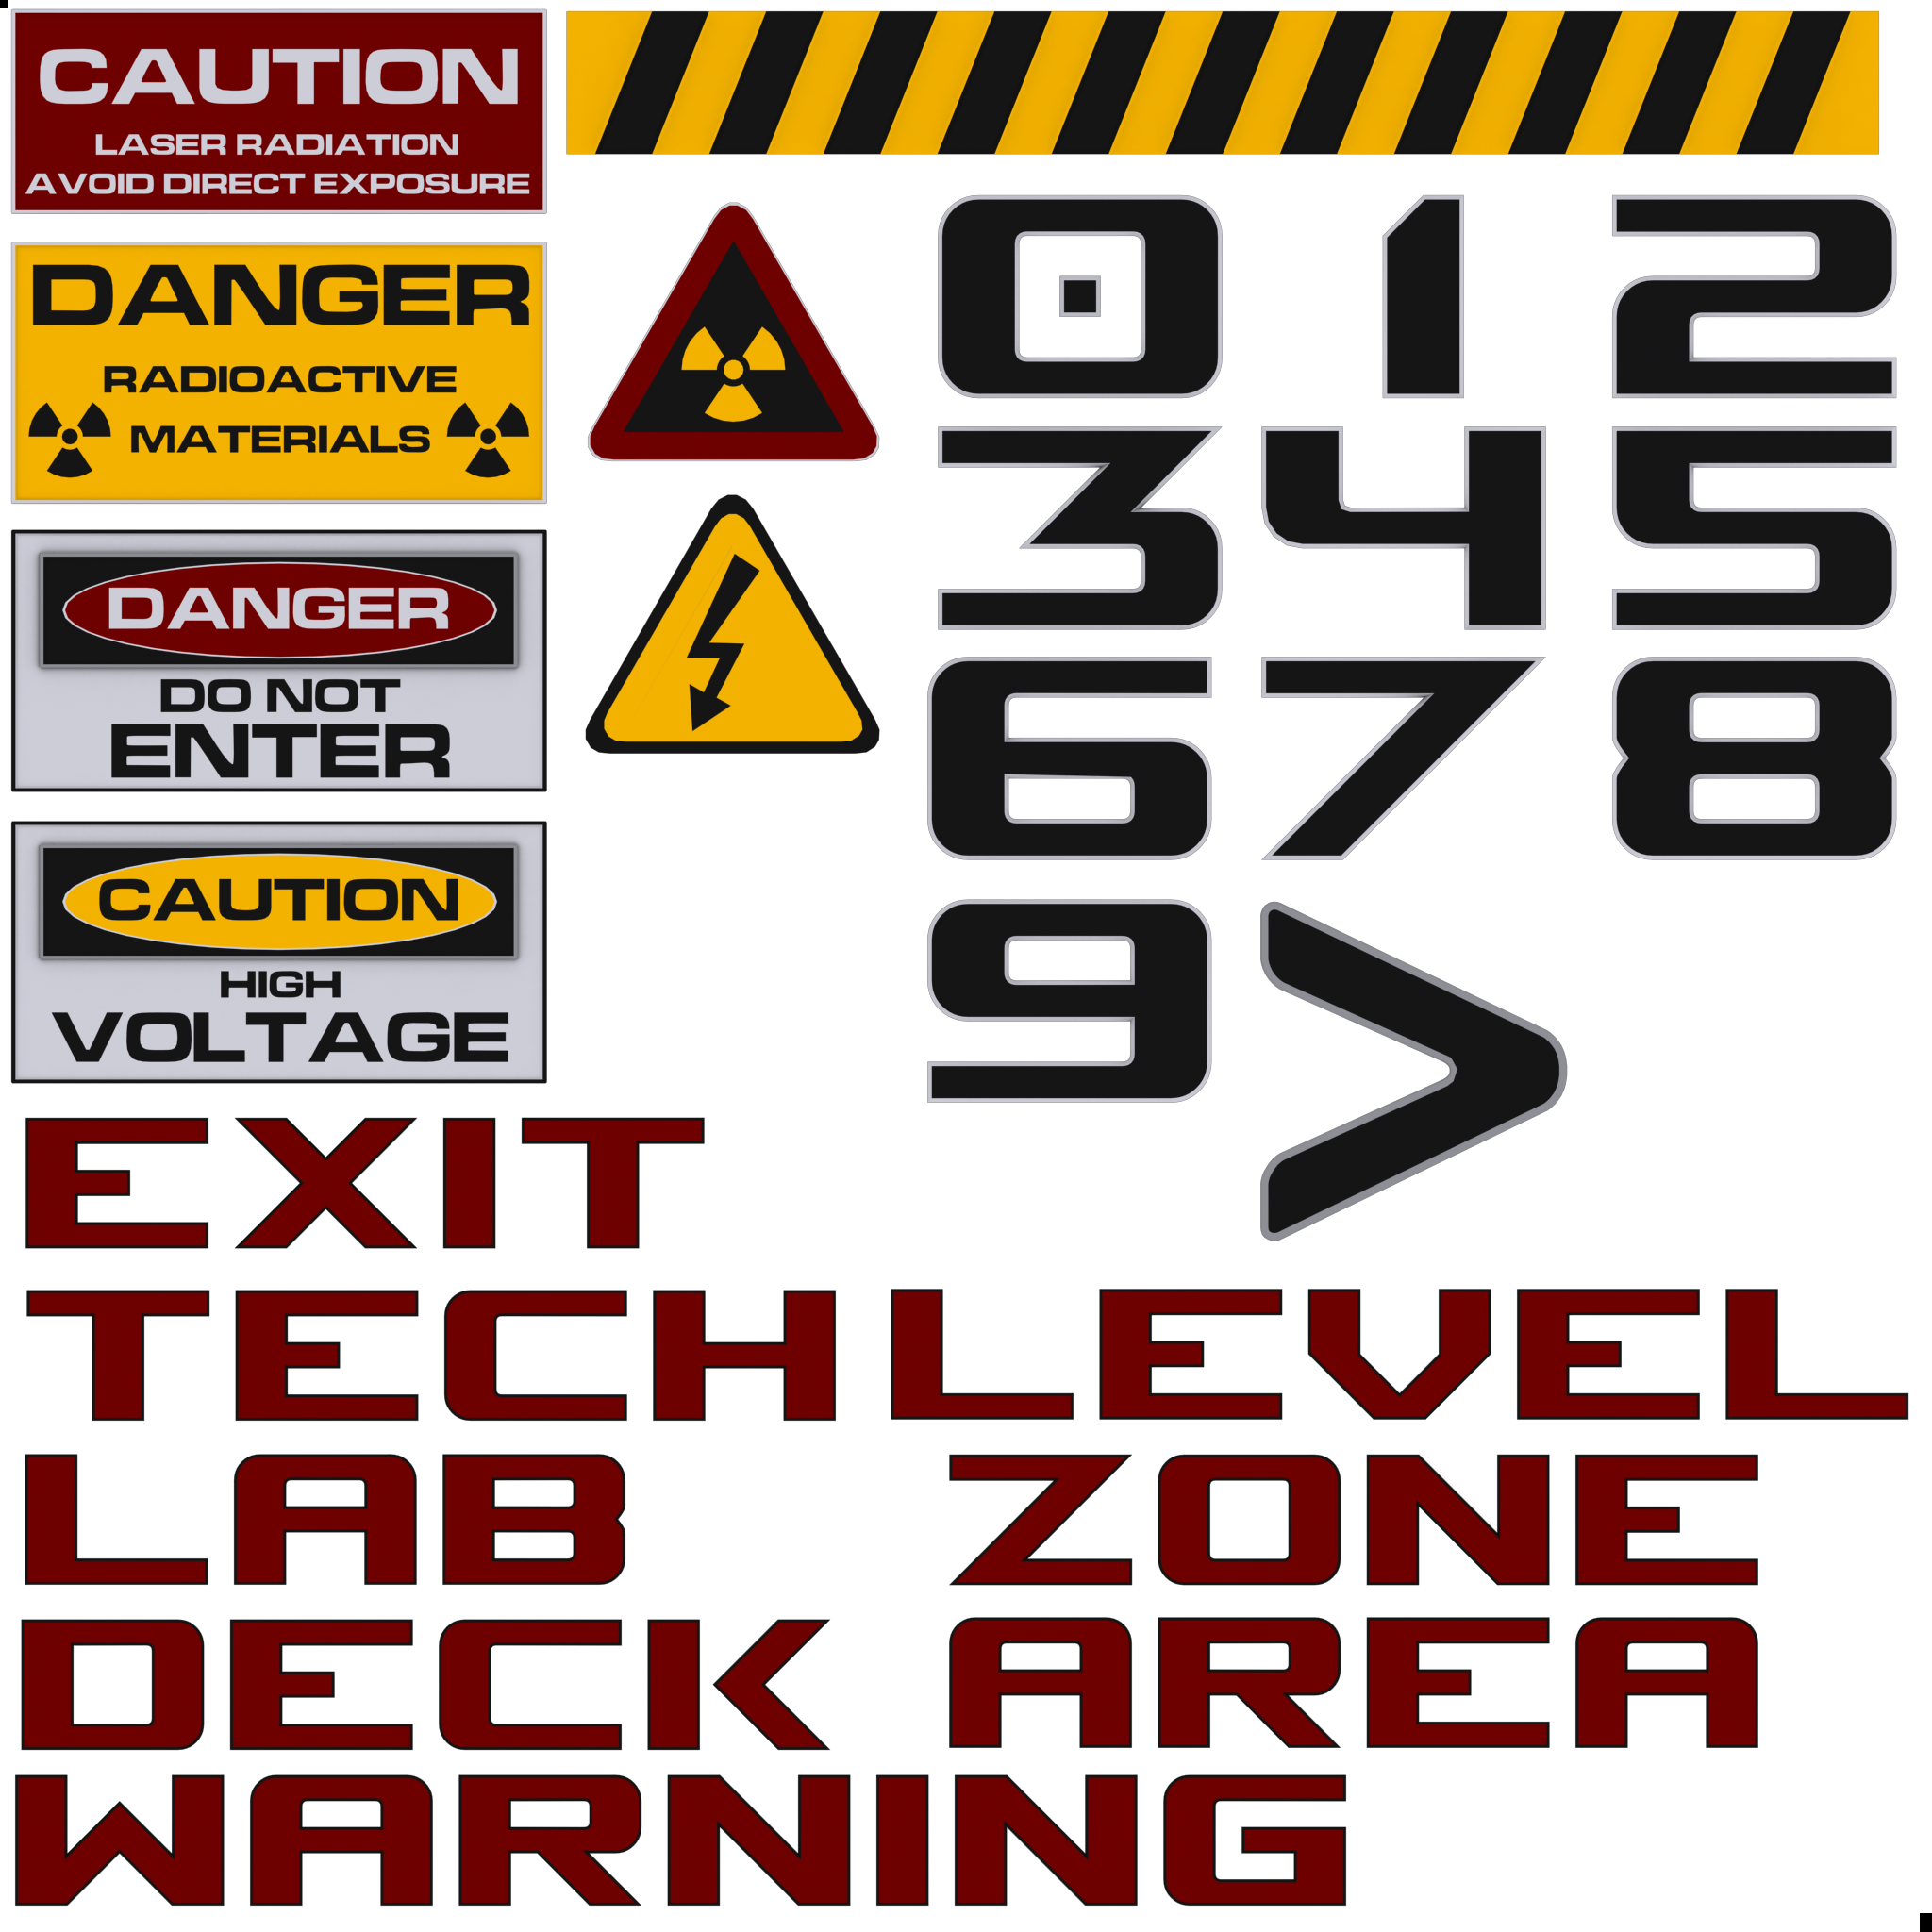 CAUTION
LASER RADIATION
AVOID DIRECT EXPOSURE
DANGER
RADIOACTIVE
MATERIALS
DANGER
DO NOT
ENTER
CAUTION
HIGH
VOLTAGE
0 1 2
3 4 5
6 7 8
9 >
EXIT
TECH LEVEL
LAB ZONE
DECK AREA
WARNING